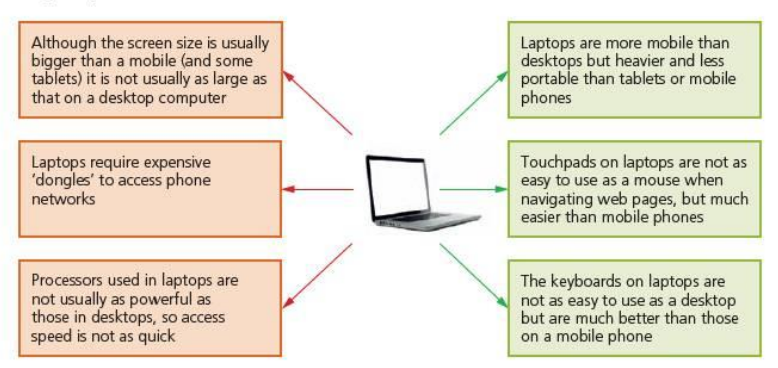 Although the screen size is usually
bigger than a mobile (and some
tablets) it is not usually as large as
that on a desktop computer
Laptops require expensive
‘dongles’ to access phone
networks
Processors used in laptops are
not usually as powerful as
those in desktops, so access
speed is not as quick
Laptops are more mobile than
desktops but heavier and less
portable than tablets or mobile
phones
Touchpads on laptops are not as
easy to use as a mouse when
navigating web pages, but much
easier than mobile phones
The keyboards on laptops are
not as easy to use as a desktop
but are much better than those
on a mobile phone